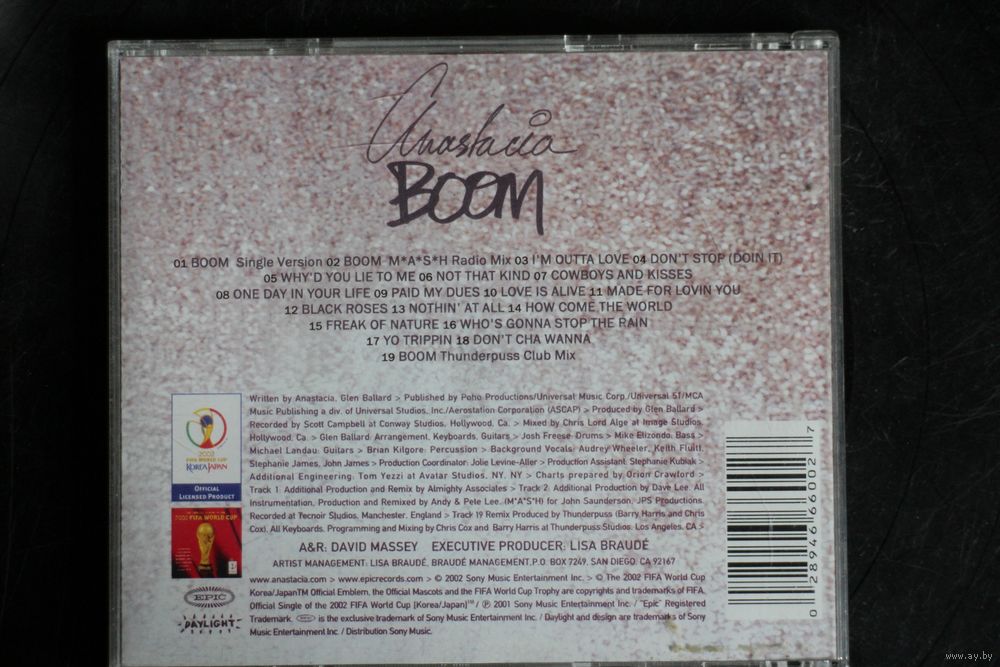 Anastacia
BOOM
01 BOOM Single Version 02 BOOM M*A*S*H Radio Mix 03 I'M OUTTA LOVE 04 DON'T STOP (DOIN IT)
05 WHY'D YOU LIE TO ME 06 NOT THAT KIND 07 COWBOYS AND KISSES
08 ONE DAY IN YOUR LIFE 09 PAID MY DUES 10 LOVE IS ALIVE 11 MADE FOR LOVIN YOU
12 BLACK ROSES 13 NOTHIN' AT ALL 14 HOW COME THE WORLD
15 FREAK OF NATURE 16 WHO'S GONNA STOP THE RAIN
17 YO TRIPPIN 18 DON'T CHA WANNA
19 BOOM Thunderpuss Club Mix
Written by Anastacia, Glen Ballard > Published by Poho Productions/Universal Music Corp./Universal 51/MCA
Music Publishing a div. of Universal Studios, Inc./Aerostation Corporation (ASCAP) > Produced by Glen Ballard >
Recorded by Scott Campbell at Conway Studios, Hollywood, Ca. > Mixed by Chris Lord Alge at Image Studios,
Hollywood, Ca. > Glen Ballard: Arrangement, Keyboards, Guitars > Josh Freese: Drums > Mike Elizondo: Bass >
Michael Landau: Guitars > Brian Kilgore: Percussion > Background Vocals: Audrey Wheeler, Keith Fluitt,
Stephanie James, John James > Production Coordinator: Jolie Levine-Aller > Production Assistant: Stephanie Kubiak >
Additional Engineering: Tom Yezzi at Avatar Studios, NY, NY > Charts prepared by Orion Crawford >
Track 1: Additional Production and Remix by Almighty Associates > Track 2: Additional Production by Dave Lee. All
Instrumentation, Production and Remixed by Andy & Pete Lee, (M*A*S*H) for John Saunderson, JPS Productions.
Recorded at Tecnoir Studios, Manchester, England > Track 19 Remix Produced by Thunderpuss (Barry Harris and Chris
Cox). All Keyboards, Programming and Mixing by Chris Cox and Barry Harris at Thunderpuss Studios, Los Angeles, CA >
A&R: DAVID MASSEY EXECUTIVE PRODUCER: LISA BRAUDÉ
ARTIST MANAGEMENT: LISA BRAUDÉ, BRAUDÉ MANAGEMENT,P.O. BOX 7249, SAN DIEGO, CA 92167
www.anastacia.com > www.epicrecords.com > © 2002 Sony Music Entertainment Inc. > © The 2002 FIFA World Cup
Korea/JapanTM Official Emblem, the Official Mascots and the FIFA World Cup Trophy are copyrights and trademarks of FIFA.
Official Single of the 2002 FIFA World Cup [Korea/Japan]™ / ℗ 2001 Sony Music Entertainment Inc. / "Epic" Registered
Trademark. EPIC is the exclusive trademark of Sony Music Entertainment Inc. / Daylight and design are trademarks of Sony
Music Entertainment Inc. / Distribution Sony Music.
2002
FIFA WORLD CUP
KOREA JAPAN
OFFICIAL
LICENSED PRODUCT
2002 FIFA WORLD CUP
EPIC
DAYLIGHT
0 28946 66002 7
www.ay.by